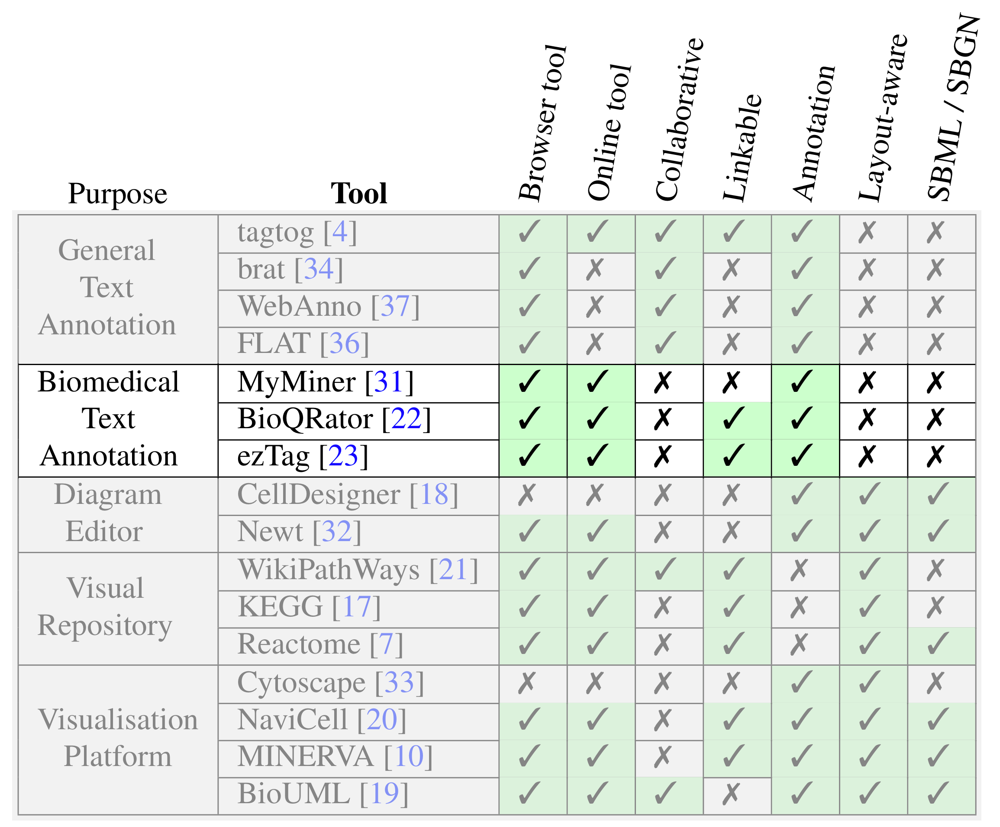 Purpose Tool Browser tool Online tool Collaborative Linkable Annotation Layout-aware SBML / SBGN
General
Text
Annotation
tagtog [4] ✓ ✓ ✓ ✓ ✓ ✗ ✗
brat [34] ✓ ✗ ✓ ✗ ✓ ✗ ✗
WebAnno [37] ✓ ✗ ✓ ✗ ✓ ✗ ✗
FLAT [36] ✓ ✗ ✓ ✗ ✓ ✗ ✗
Biomedical
Text
Annotation
MyMiner [31] ✓ ✓ ✗ ✗ ✓ ✗ ✗
BioQRator [22] ✓ ✓ ✗ ✓ ✓ ✗ ✗
ezTag [23] ✓ ✓ ✗ ✓ ✓ ✗ ✗
Diagram
Editor
CellDesigner [18] ✗ ✗ ✗ ✗ ✓ ✓ ✓
Newt [32] ✓ ✓ ✗ ✗ ✓ ✓ ✓
Visual
Repository
WikiPathWays [21] ✓ ✓ ✓ ✓ ✗ ✓ ✗
KEGG [17] ✓ ✓ ✗ ✓ ✗ ✓ ✗
Reactome [7] ✓ ✓ ✗ ✓ ✗ ✓ ✓
Visualisation
Platform
Cytoscape [33] ✗ ✗ ✗ ✗ ✓ ✓ ✗
NaviCell [20] ✓ ✓ ✗ ✓ ✓ ✓ ✓
MINERVA [10] ✓ ✓ ✗ ✓ ✓ ✓ ✓
BioUML [19] ✓ ✓ ✓ ✗ ✓ ✓ ✓